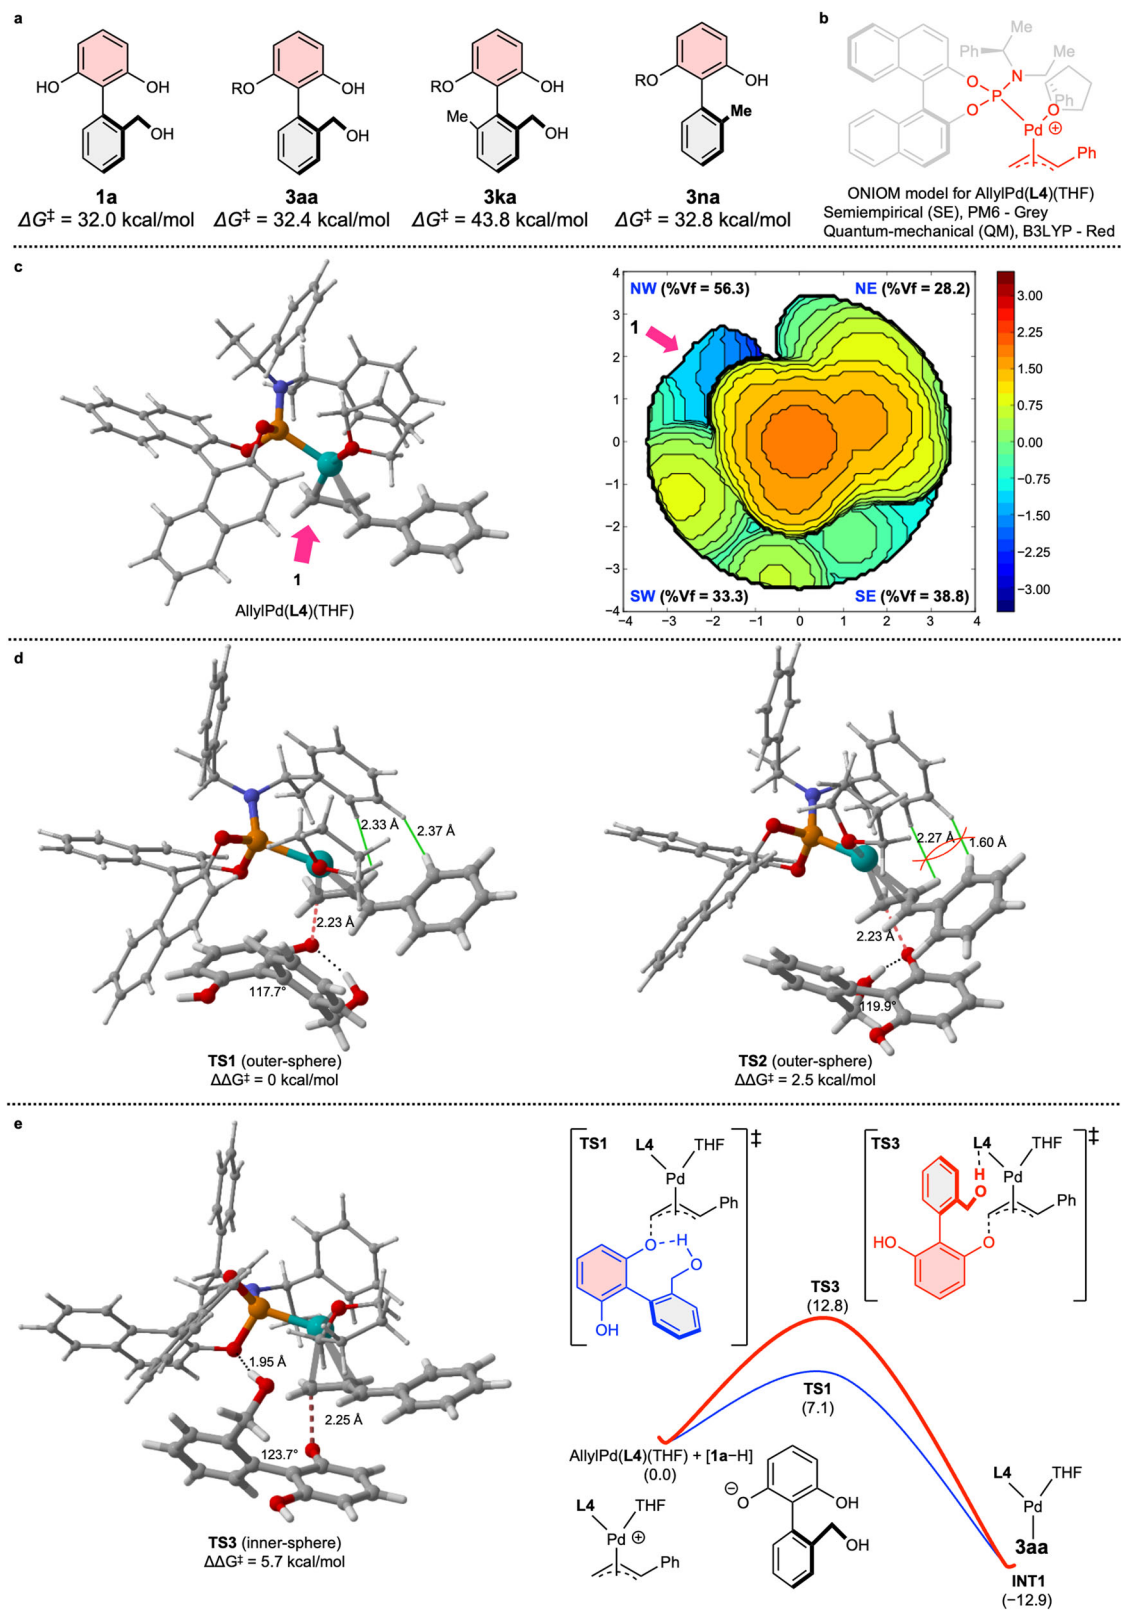 a
HO
OH
OH
1a
ΔG‡ = 32.0 kcal/mol
RO
OH
OH
3aa
ΔG‡ = 32.4 kcal/mol
RO
OH
Me
OH
3ka
ΔG‡ = 43.8 kcal/mol
RO
OH
Me
3na
ΔG‡ = 32.8 kcal/mol
b
Me
Ph
N
Me
O
P
O
Ph
O
Pd
⊕
Ph
ONIOM model for AllylPd(L4)(THF)
Semiempirical (SE), PM6 - Grey
Quantum-mechanical (QM), B3LYP - Red
c
1
AllylPd(L4)(THF)
NW (%Vf = 56.3)
NE (%Vf = 28.2)
1
SW (%Vf = 33.3)
SE (%Vf = 38.8)
4
3
2
1
0
−1
−2
−3
−4
−4 −3 −2 −1 0 1 2 3 4
3.00
2.25
1.50
0.75
0.00
−0.75
−1.50
−2.25
−3.00
d
2.33 Å
2.37 Å
2.23 Å
117.7°
TS1 (outer-sphere)
ΔΔG‡ = 0 kcal/mol
2.27 Å
1.60 Å
2.23 Å
119.9°
TS2 (outer-sphere)
ΔΔG‡ = 2.5 kcal/mol
e
1.95 Å
2.25 Å
123.7°
TS3 (inner-sphere)
ΔΔG‡ = 5.7 kcal/mol
TS1
L4
THF
‡
Pd
Ph
O
H
O
OH
TS3
L4
THF
‡
H
Pd
O
Ph
HO
O
TS3
(12.8)
TS1
(7.1)
AllylPd(L4)(THF) + [1a−H]
(0.0)
L4
THF
Pd
⊕
Ph
⊖
O
OH
OH
L4
THF
Pd
3aa
INT1
(−12.9)